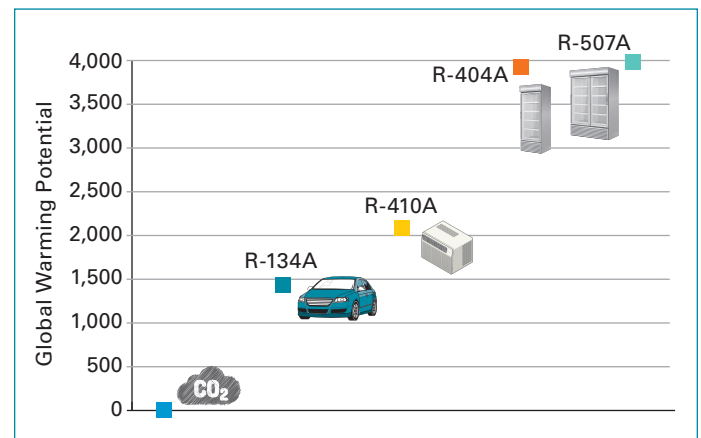 R-507A
4,000
R-404A
3,500
3,000
2,500
R-410A
2,000
R-134A
1,500
1,000
500
CO₂
0
Global Warming Potential